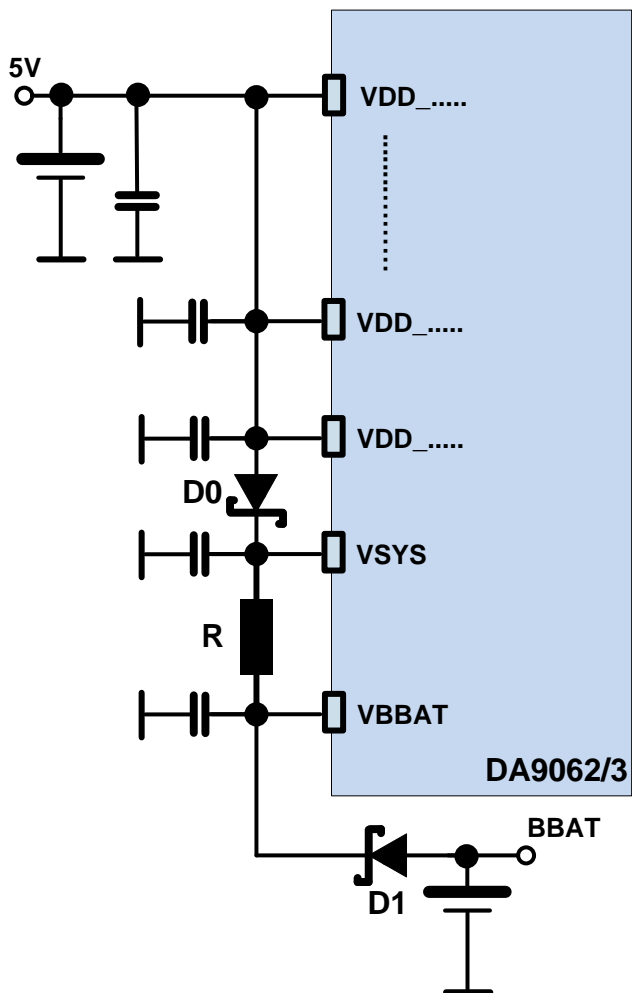 5V
VDD_.....
VDD_.....
VDD_.....
D0
VSYS
R
VBBAT
DA9062/3
BBAT
D1